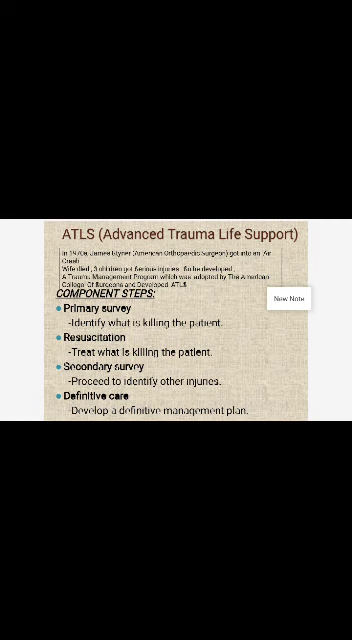 ATLS (Advanced Trauma Life Support)
In 1970s, James Styner (American Orthopaedic Surgeon) got into an Air
Crash
Wife died , 3 children got Serious injuries . So he developed ,
A Trauma Management Program which was adopted by The American
College Of Surgeons and Developed ATLS
COMPONENT STEPS:
New Note
• Primary survey
-Identify what is killing the patient.
• Resuscitation
-Treat what is killing the patient.
• Secondary survey
-Proceed to identify other injuries.
• Definitive care
-Develop a definitive management plan.